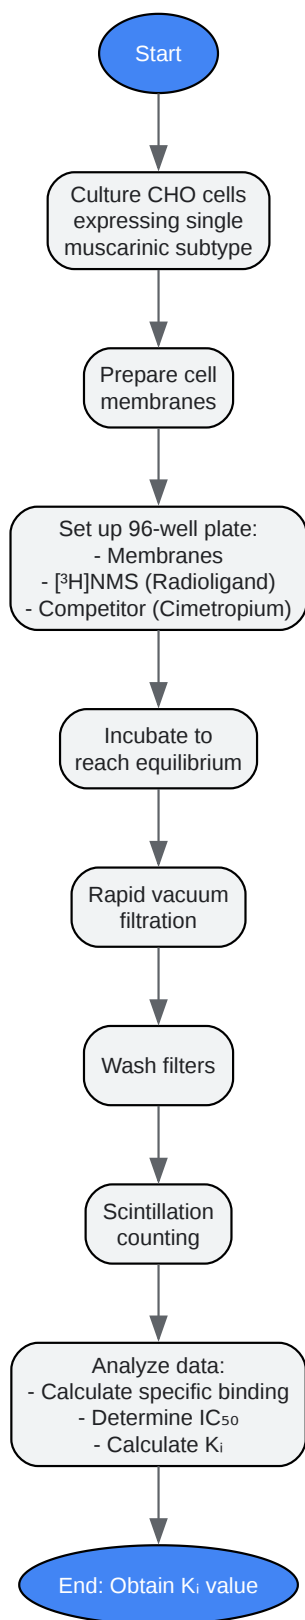 Start
Culture CHO cells
expressing single
muscarinic subtype
Prepare cell
membranes
Set up 96-well plate:
- Membranes
- [³H]NMS (Radioligand)
- Competitor (Cimetropium)
Incubate to
reach equilibrium
Rapid vacuum
filtration
Wash filters
Scintillation
counting
Analyze data:
- Calculate specific binding
- Determine IC₅₀
- Calculate Kᵢ
End: Obtain Kᵢ value